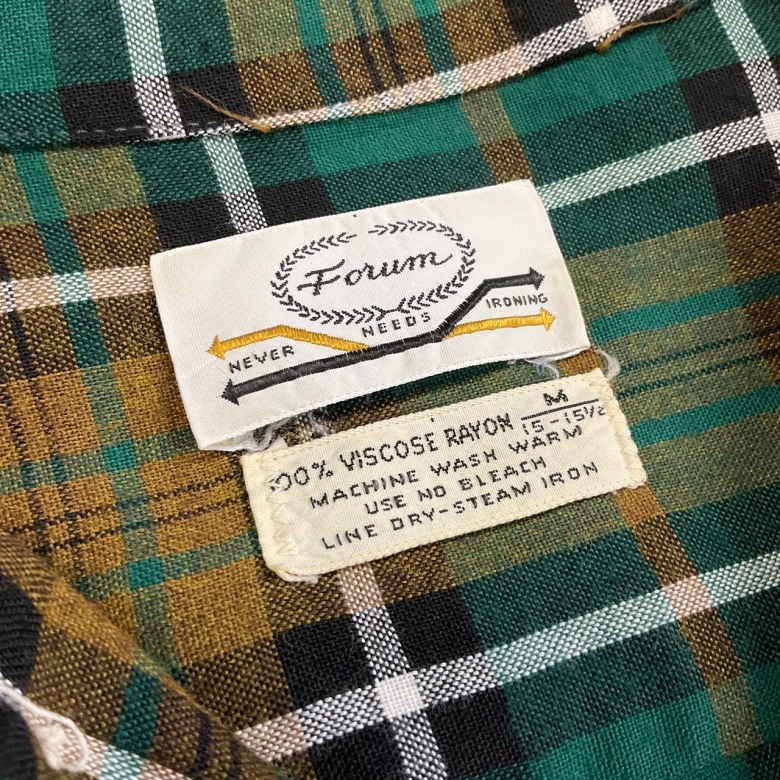 Forum
NEVER NEEDS IRONING
100% VISCOSE RAYON M 15-15½
MACHINE WASH WARM
USE NO BLEACH
LINE DRY-STEAM IRON